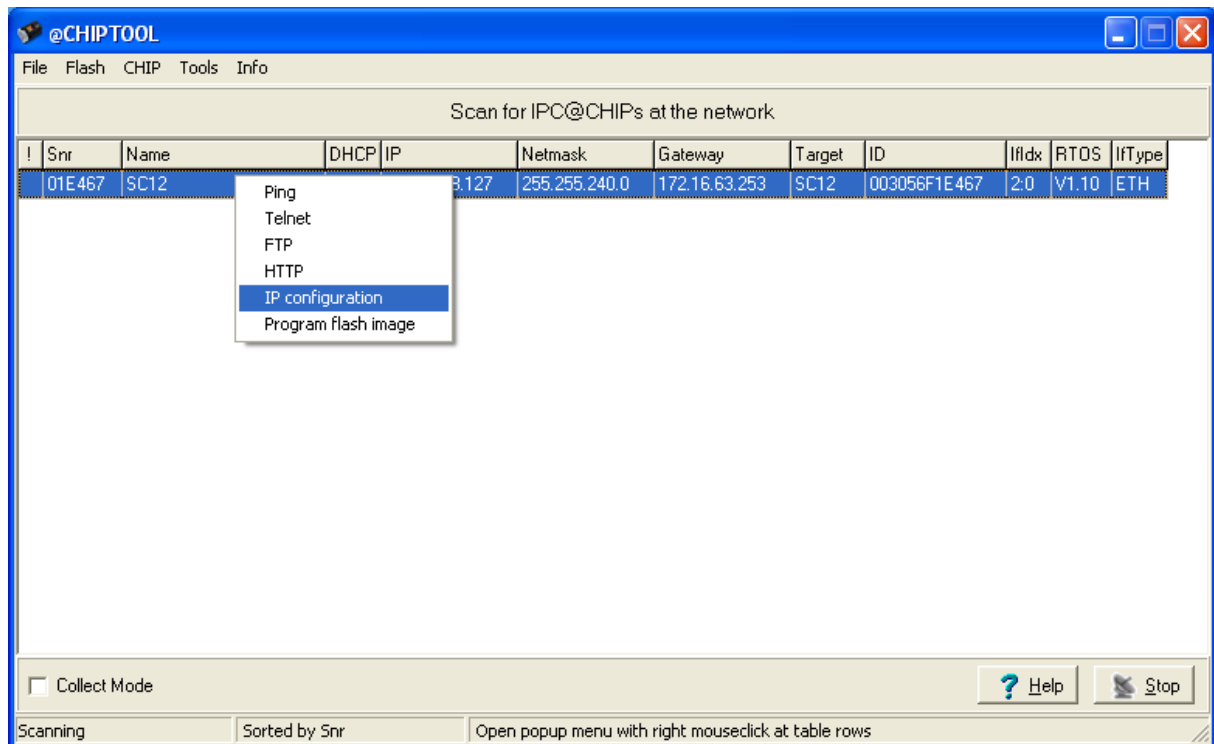 @CHIPTOOL
File Flash CHIP Tools Info
Scan for IPC@CHIPs at the network
! Snr Name DHCP IP Netmask Gateway Target ID IfIdx RTOS IfType
01E467 SC12 .127 255.255.240.0 172.16.63.253 SC12 003056F1E467 2:0 V1.10 ETH
Ping
Telnet
FTP
HTTP
IP configuration
Program flash image
Collect Mode
? Help Stop
Scanning Sorted by Snr Open popup menu with right mouseclick at table rows